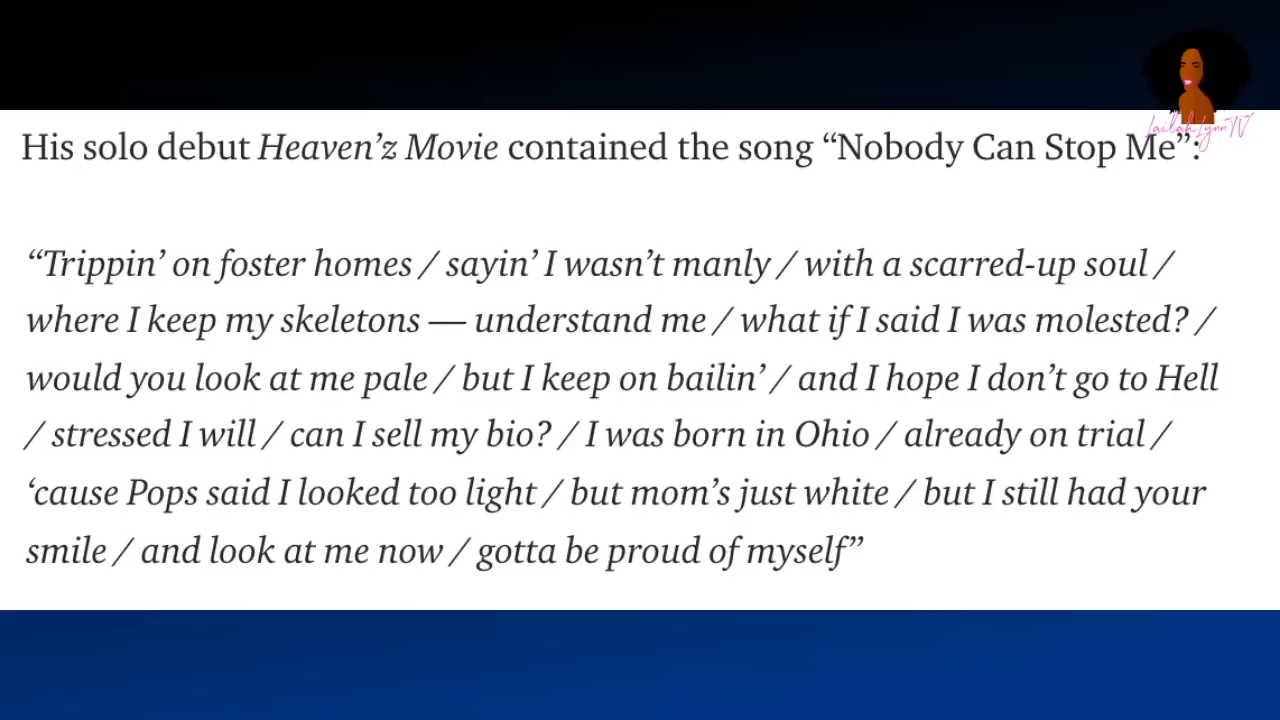 LailahLynnTV
His solo debut Heaven’z Movie contained the song “Nobody Can Stop Me”:
“Trippin’ on foster homes / sayin’ I wasn’t manly / with a scarred-up soul /
where I keep my skeletons — understand me / what if I said I was molested? /
would you look at me pale / but I keep on bailin’ / and I hope I don’t go to Hell
/ stressed I will / can I sell my bio? / I was born in Ohio / already on trial /
‘cause Pops said I looked too light / but mom’s just white / but I still had your
smile / and look at me now / gotta be proud of myself”